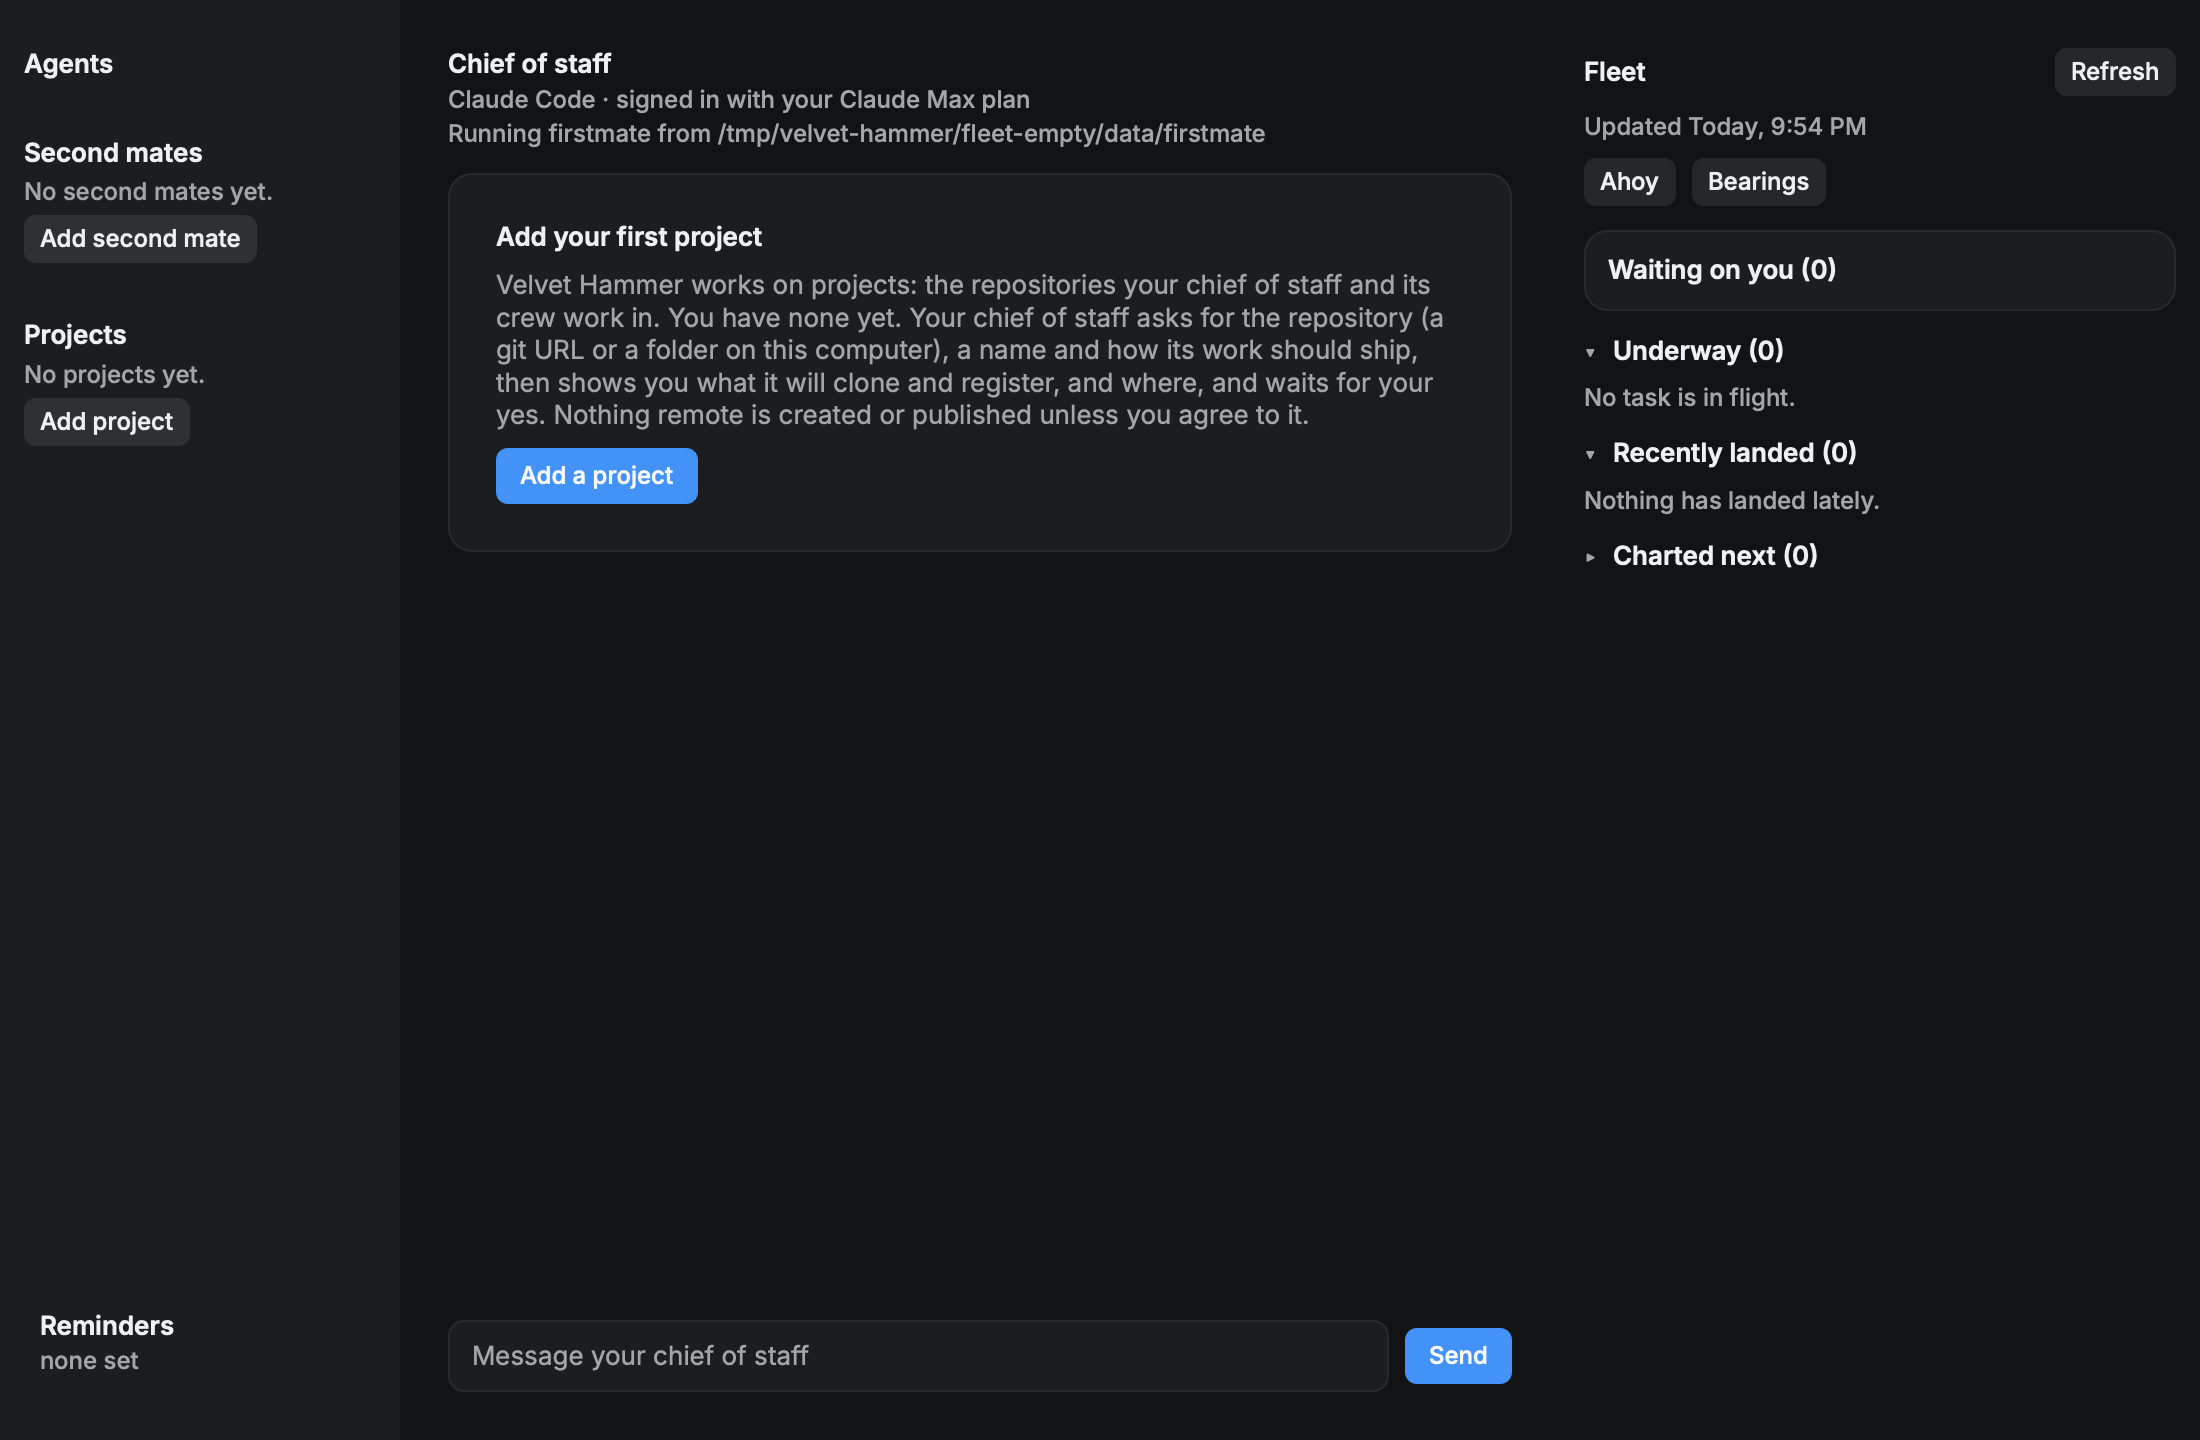 Agents
Second mates
No second mates yet.
Add second mate
Projects
No projects yet.
Add project
Reminders
none set
Chief of staff
Claude Code · signed in with your Claude Max plan
Running firstmate from /tmp/velvet-hammer/fleet-empty/data/firstmate
Add your first project
Velvet Hammer works on projects: the repositories your chief of staff and its
crew work in. You have none yet. Your chief of staff asks for the repository (a
git URL or a folder on this computer), a name and how its work should ship,
then shows you what it will clone and register, and where, and waits for your
yes. Nothing remote is created or published unless you agree to it.
Add a project
Message your chief of staff
Send
Fleet
Refresh
Updated Today, 9:54 PM
Ahoy
Bearings
Waiting on you (0)
Underway (0)
No task is in flight.
Recently landed (0)
Nothing has landed lately.
Charted next (0)